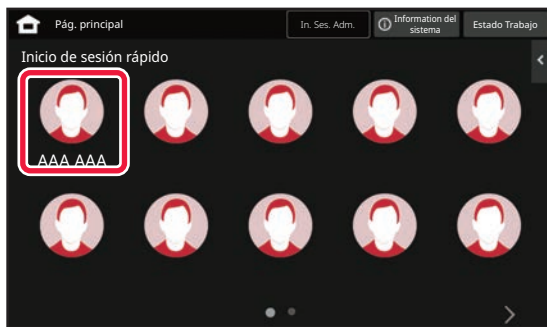 Pág. principal
In. Ses. Adm.
Information del
sistema
Estado Trabajo
Inicio de sesión rápido
AAA AAA